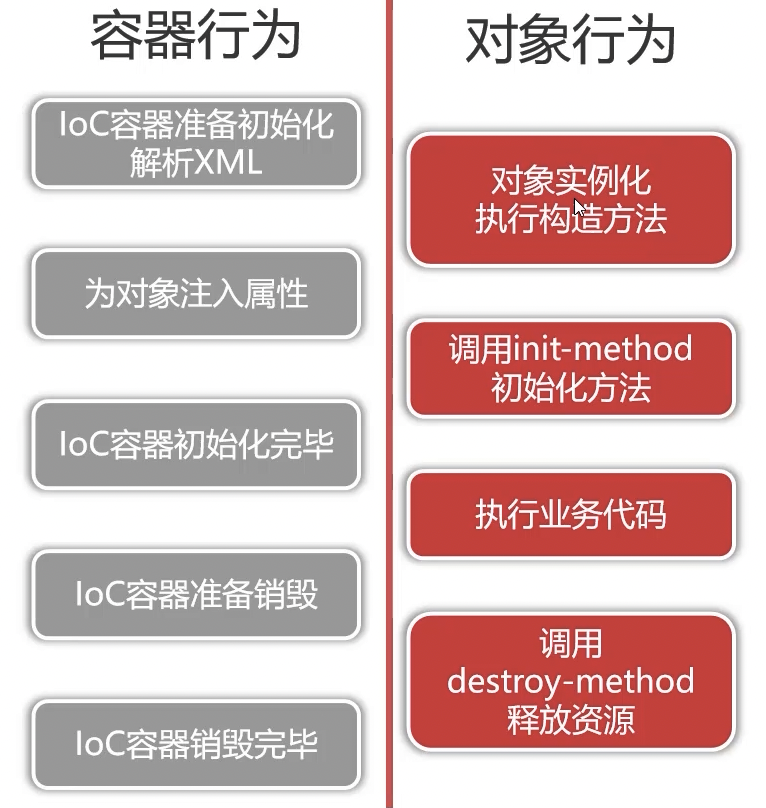 容器行为
IoC容器准备初始化
解析XML
为对象注入属性
IoC容器初始化完毕
IoC容器准备销毁
IoC容器销毁完毕
对象行为
对象实例化
执行构造方法
调用init-method
初始化方法
执行业务代码
调用
destroy-method
释放资源